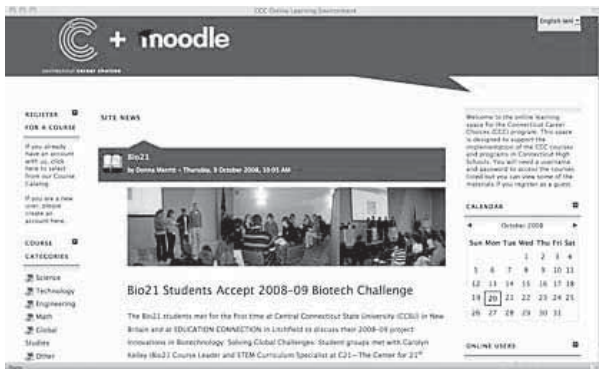 CCC Online Learning Environment
English (en)
+ moodle
connecticut career choices
REGISTER
FOR A COURSE
If you already
have an account
with us, click
here to select
from our Course
Catalog.
If you are a new
user, please
create an
account here.
COURSE
CATEGORIES
Science
Technology
Engineering
Math
Global
Studies
Other
SITE NEWS
Bio21
by Donna Merritt - Thursday, 9 October 2008, 10:05 AM
Bio21 Students Accept 2008-09 Biotech Challenge
The Bio21 students met for the first time at Central Connecticut State University (CCSU) in New
Britain and at EDUCATION CONNECTION in Litchfield to discuss their 2008-09 project:
Innovations in Biotechnology: Solving Global Challenges. Student groups met with Carolyn
Kelley (Bio21 Course Leader and STEM Curriculum Specialist at C21—The Center for 21st
Welcome to the online learning
space for the Connecticut Career
Choices (CCC) program. This space
is designed to support the
implementation of the CCC courses
and programs in Connecticut High
Schools. You will need a username
and password to access the courses
listed but you can view some of the
materials if you register as a guest.
CALENDAR
October 2008
Sun Mon Tue Wed Thu Fri Sat
1 2 3 4
5 6 7 8 9 10 11
12 13 14 15 16 17 18
19 20 21 22 23 24 25
26 27 28 29 30 31
ONLINE USERS